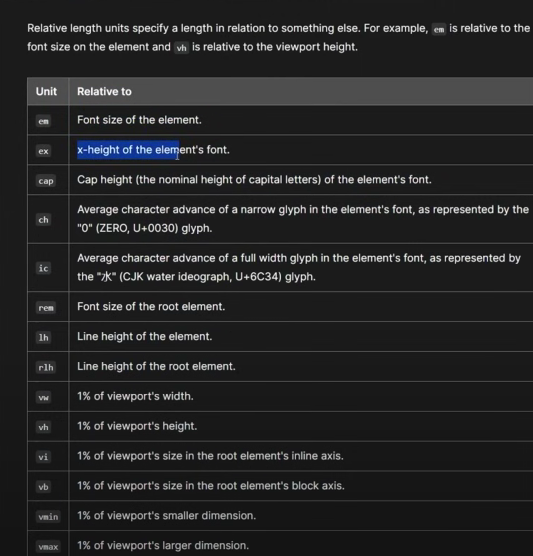 Relative length units specify a length in relation to something else. For example, em is relative to the
font size on the element and vh is relative to the viewport height.
Unit Relative to
em Font size of the element.
ex x-height of the element's font.
cap Cap height (the nominal height of capital letters) of the element's font.
ch Average character advance of a narrow glyph in the element's font, as represented by the
"0" (ZERO, U+0030) glyph.
ic Average character advance of a full width glyph in the element's font, as represented by
the "水" (CJK water ideograph, U+6C34) glyph.
rem Font size of the root element.
lh Line height of the element.
rlh Line height of the root element.
vw 1% of viewport's width.
vh 1% of viewport's height.
vi 1% of viewport's size in the root element's inline axis.
vb 1% of viewport's size in the root element's block axis.
vmin 1% of viewport's smaller dimension.
vmax 1% of viewport's larger dimension.